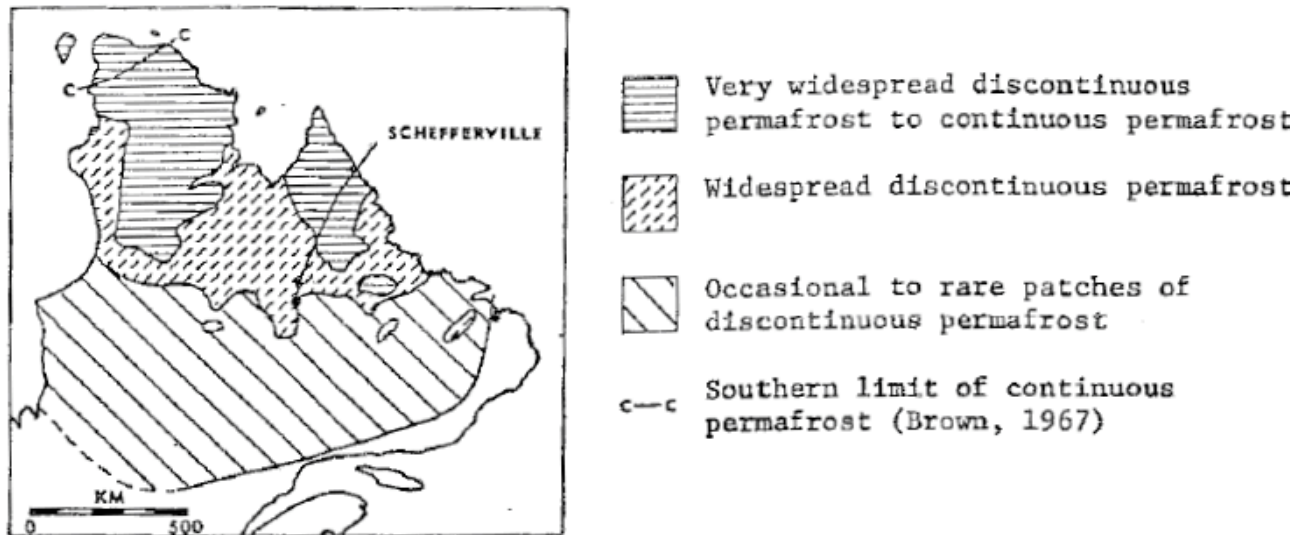 C
C
SCHEFFERVILLE
KM
0 500
Very widespread discontinuous
permafrost to continuous permafrost
Widespread discontinuous permafrost
Occasional to rare patches of
discontinuous permafrost
C—C Southern limit of continuous
permafrost (Brown, 1967)